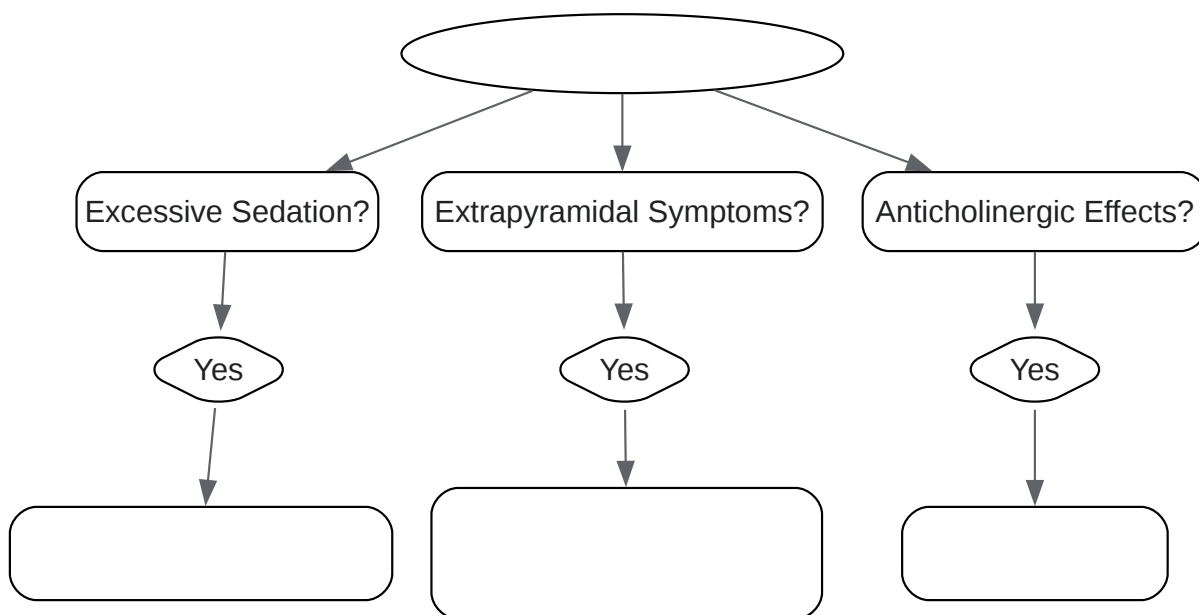 Excessive Sedation?
Extrapyramidal Symptoms?
Anticholinergic Effects?
Yes
Yes
Yes